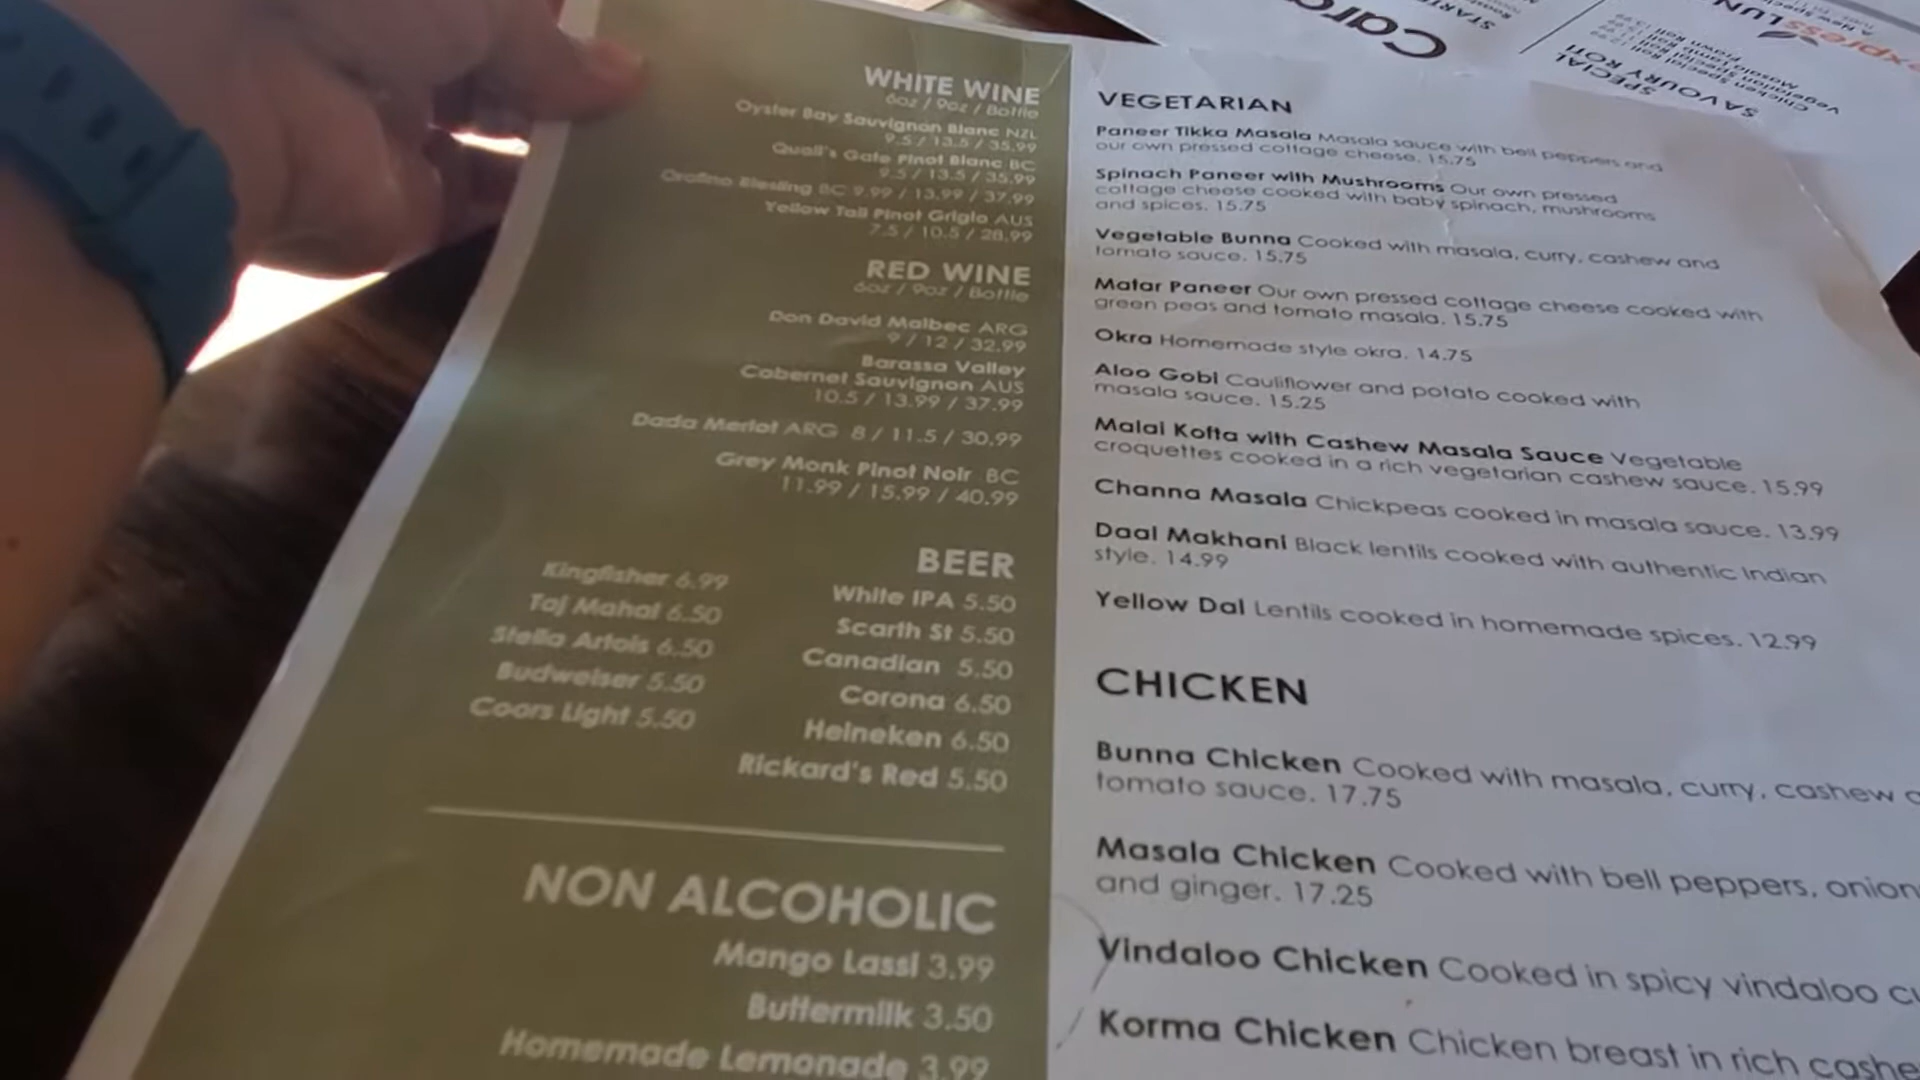 WHITE WINE
6oz / 9oz / Bottle
Oyster Bay Sauvignon Blanc NZL
9.5 / 13.5 / 35.99
Quail's Gate Pinot Blanc BC
9.5 / 13.5 / 35.99
Orofino Riesling BC 9.99 / 13.99 / 37.99
Yellow Tail Pinot Grigio AUS
7.5 / 10.5 / 28.99
RED WINE
6oz / 9oz / Bottle
Don David Malbec ARG
9 / 12 / 32.99
Barassa Valley
Cabernet Sauvignon AUS
10.5 / 13.99 / 37.99
Dada Merlot ARG 8 / 11.5 / 30.99
Grey Monk Pinot Noir BC
11.99 / 15.99 / 40.99
BEER
Kingfisher 6.99
Taj Mahal 6.50
Stella Artois 6.50
Budweiser 5.50
Coors Light 5.50
White IPA 5.50
Scarth St 5.50
Canadian 5.50
Corona 6.50
Heineken 6.50
Rickard's Red 5.50
NON ALCOHOLIC
Mango Lassi 3.99
Buttermilk 3.50
Homemade Lemonade 3.99
VEGETARIAN
Paneer Tikka Masala Masala sauce with bell peppers and
our own pressed cottage cheese. 15.75
Spinach Paneer with Mushrooms Our own pressed
cottage cheese cooked with baby spinach, mushrooms
and spices. 15.75
Vegetable Bunna Cooked with masala, curry, cashew and
tomato sauce. 15.75
Matar Paneer Our own pressed cottage cheese cooked with
green peas and tomato masala. 15.75
Okra Homemade style okra. 14.75
Aloo Gobi Cauliflower and potato cooked with
masala sauce. 15.25
Malai Kofta with Cashew Masala Sauce Vegetable
croquettes cooked in a rich vegetarian cashew sauce. 15.99
Channa Masala Chickpeas cooked in masala sauce. 13.99
Daal Makhani Black lentils cooked with authentic Indian
style. 14.99
Yellow Dal Lentils cooked in homemade spices. 12.99
CHICKEN
Bunna Chicken Cooked with masala, curry, cashew
tomato sauce. 17.75
Masala Chicken Cooked with bell peppers, onion
and ginger. 17.25
Vindaloo Chicken Cooked in spicy vindaloo
Korma Chicken Chicken breast in rich cashe
SPECIAL
SAVOURY ROTI
express LUN